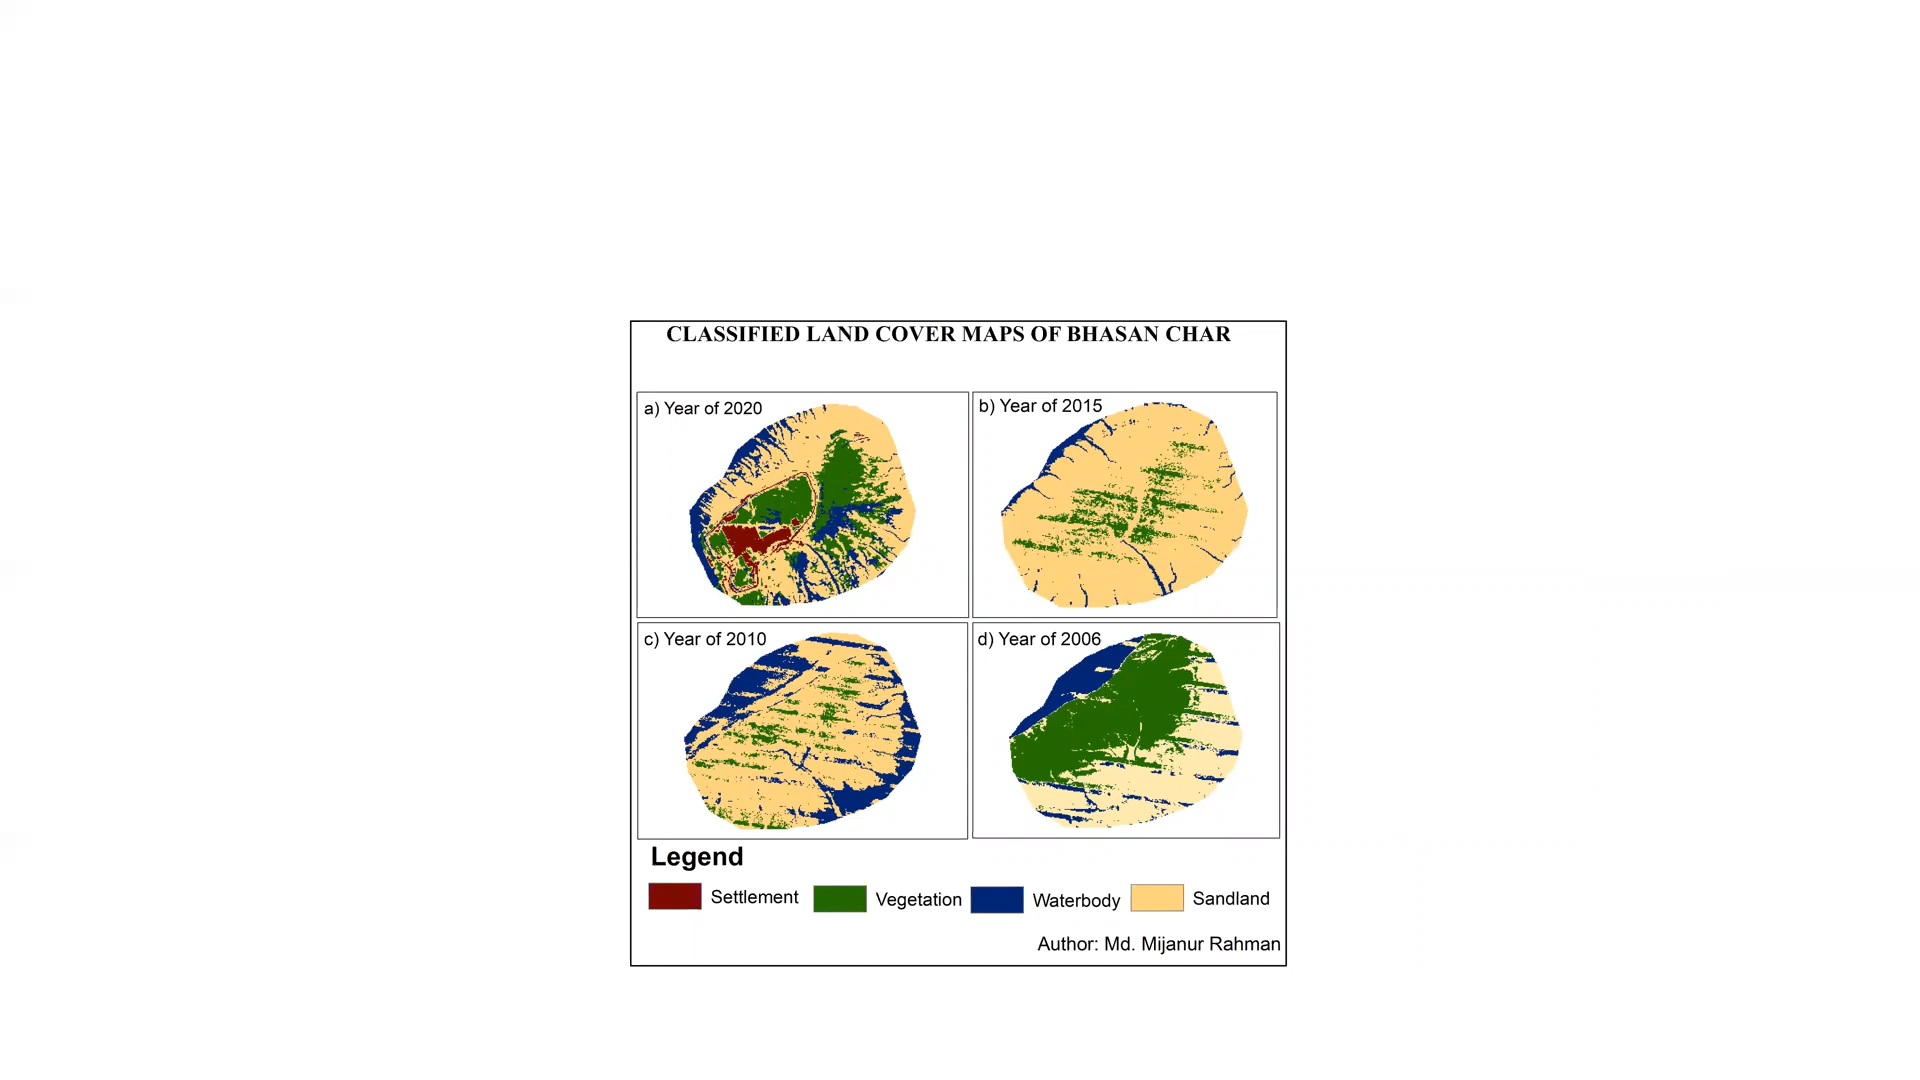 CLASSIFIED LAND COVER MAPS OF BHASAN CHAR
a) Year of 2020
b) Year of 2015
c) Year of 2010
d) Year of 2006
Legend
Settlement
Vegetation
Waterbody
Sandland
Author: Md. Mijanur Rahman